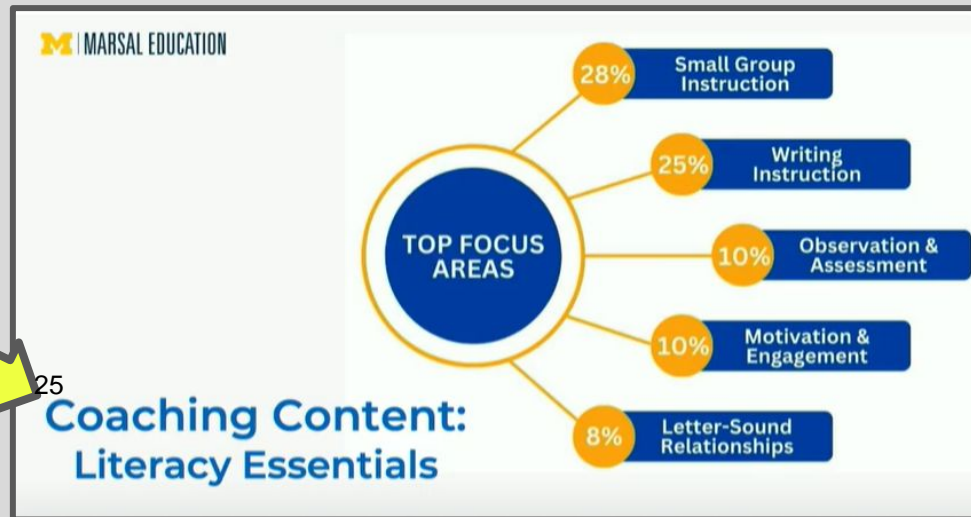 M | MARSAL EDUCATION
28%
Small Group
Instruction
25%
Writing
Instruction
TOP FOCUS
AREAS
10%
Observation &
Assessment
10%
Motivation &
Engagement
25
Coaching Content:
Literacy Essentials
8%
Letter-Sound
Relationships